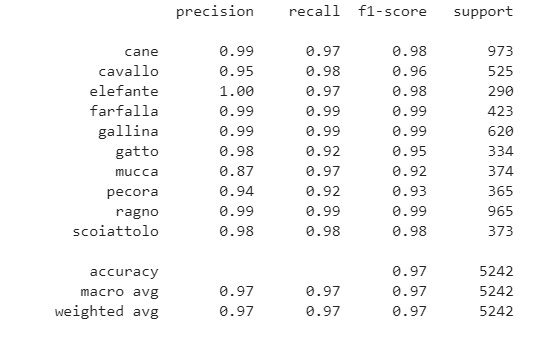 precision recall f1-score support
cane 0.99 0.97 0.98 973
cavallo 0.95 0.98 0.96 525
elefante 1.00 0.97 0.98 290
farfalla 0.99 0.99 0.99 423
gallina 0.99 0.99 0.99 620
gatto 0.98 0.92 0.95 334
mucca 0.87 0.97 0.92 374
pecora 0.94 0.92 0.93 365
ragno 0.99 0.99 0.99 965
scoiattolo 0.98 0.98 0.98 373
accuracy 0.97 5242
macro avg 0.97 0.97 0.97 5242
weighted avg 0.97 0.97 0.97 5242